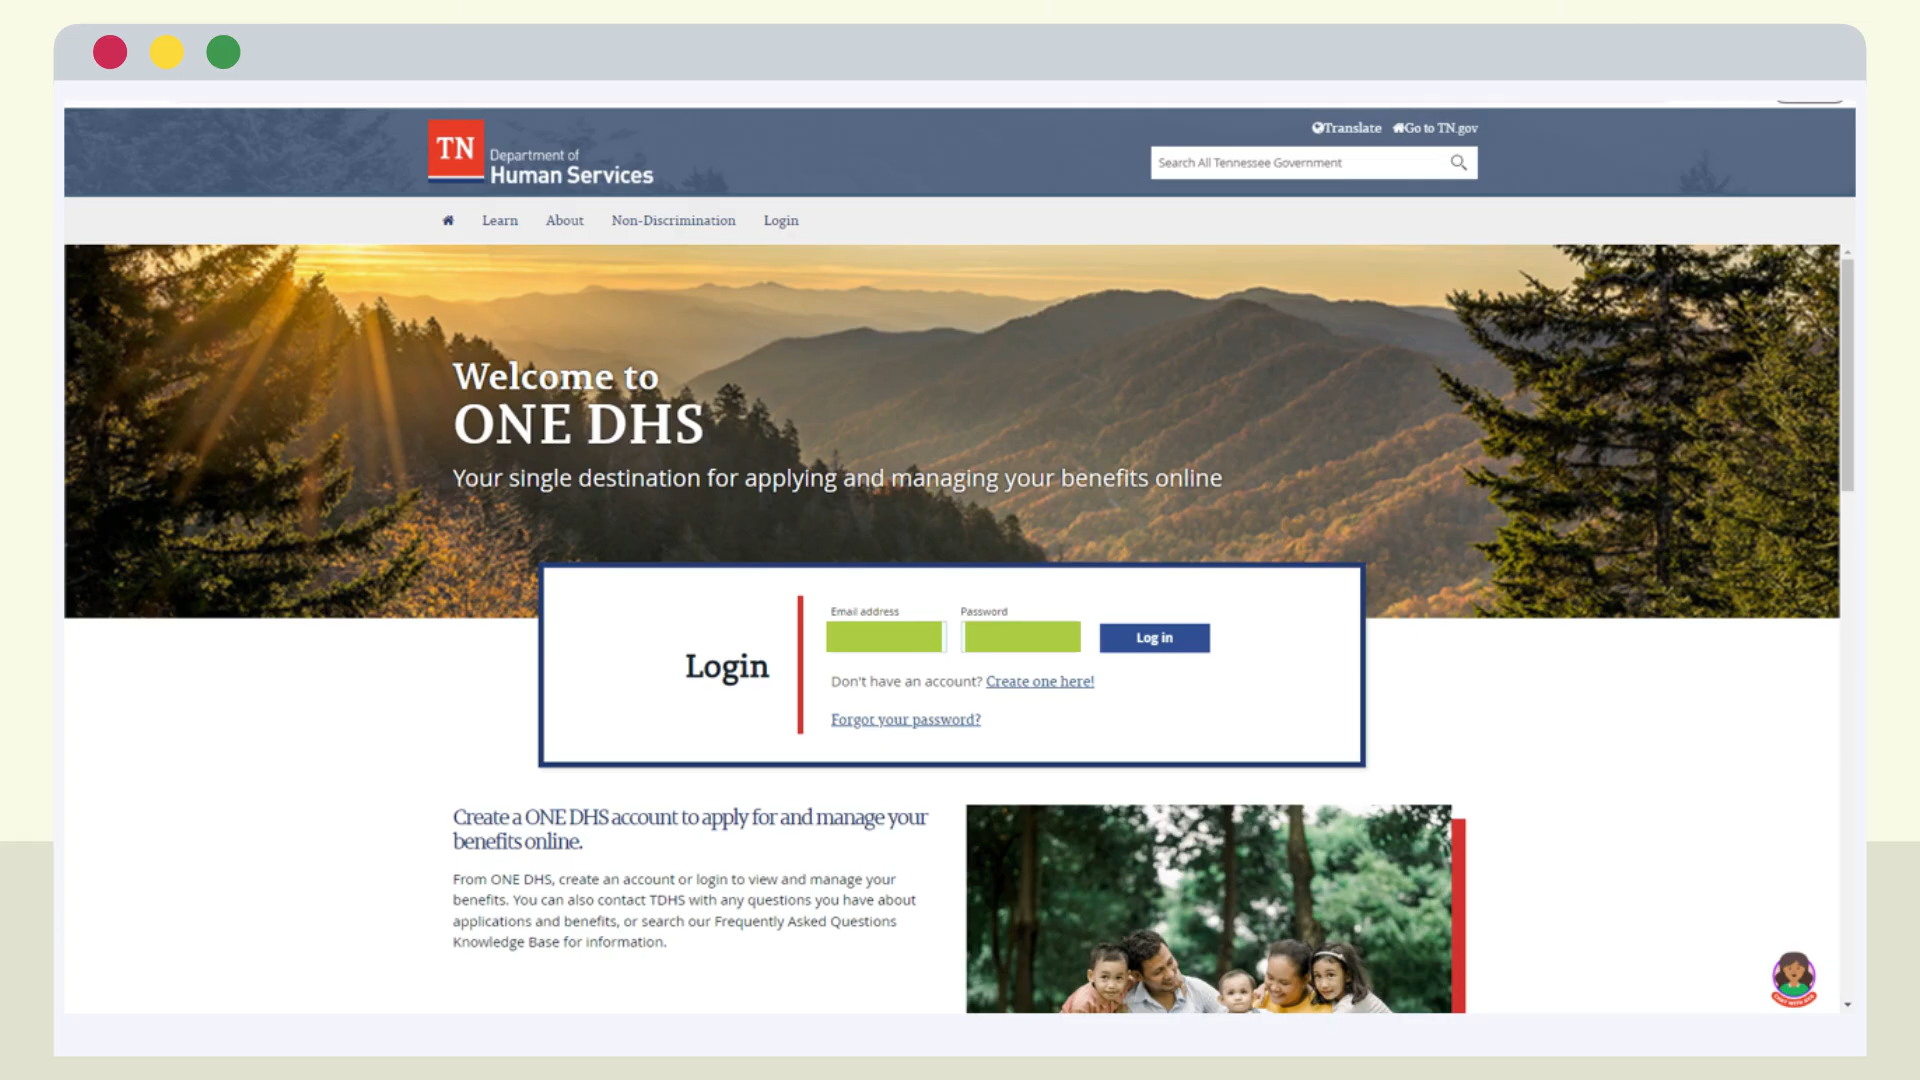 Translate Go to TN.gov
TN Department of
Human Services
Search All Tennessee Government
Learn About Non-Discrimination Login
Welcome to
ONE DHS
Your single destination for applying and managing your benefits online
Email address Password
Log in
Login
Don't have an account? Create one here!
Forgot your password?
Create a ONE DHS account to apply for and manage your
benefits online.
From ONE DHS, create an account or login to view and manage your
benefits. You can also contact TDHS with any questions you have about
applications and benefits, or search our Frequently Asked Questions
Knowledge Base for information.